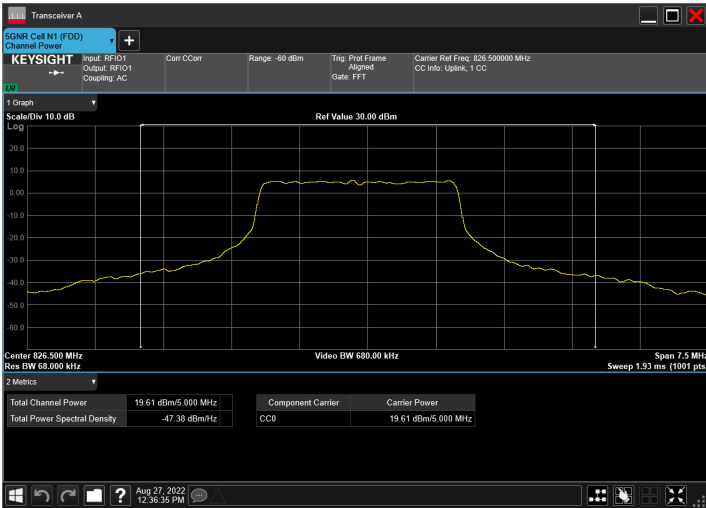 Transceiver A
5GNR Cell N1 (FDD)
Channel Power
KEYSIGHT
Input: RFIO1
Output: RFIO1
Coupling: AC
Corr CCorr
Range: -60 dBm
Trig: Prot Frame
Aligned
Gate: FFT
Carrier Ref Freq: 826.500000 MHz
CC Info: Uplink, 1 CC
LXI
1 Graph
Scale/Div 10.0 dB
Ref Value 30.00 dBm
Log
20.0
10.0
0.00
-10.0
-20.0
-30.0
-40.0
-50.0
-60.0
Center 826.500 MHz
Video BW 680.00 kHz
Span 7.5 MHz
Res BW 68.000 kHz
Sweep 1.93 ms (1001 pts
2 Metrics
Total Channel Power 19.61 dBm/5.000 MHz
Total Power Spectral Density -47.38 dBm/Hz
Component Carrier Carrier Power
CC0 19.61 dBm/5.000 MHz
?
Aug 27, 2022
12:36:35 PM